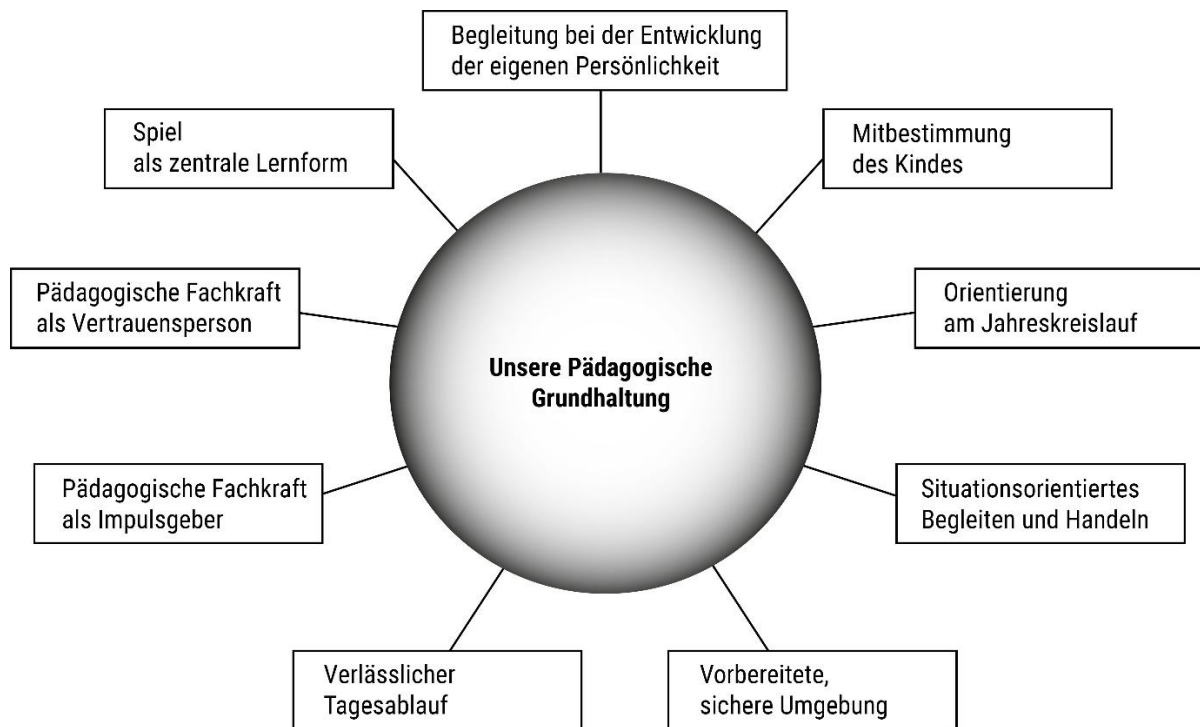 Begleitung bei der Entwicklung
der eigenen Persönlichkeit
Spiel
als zentrale Lernform
Mitbestimmung
des Kindes
Pädagogische Fachkraft
als Vertrauensperson
Orientierung
am Jahreskreislauf
Unsere Pädagogische
Grundhaltung
Pädagogische Fachkraft
als Impulsgeber
Situationsorientiertes
Begleiten und Handeln
Verlässlicher
Tagesablauf
Vorbereitete,
sichere Umgebung